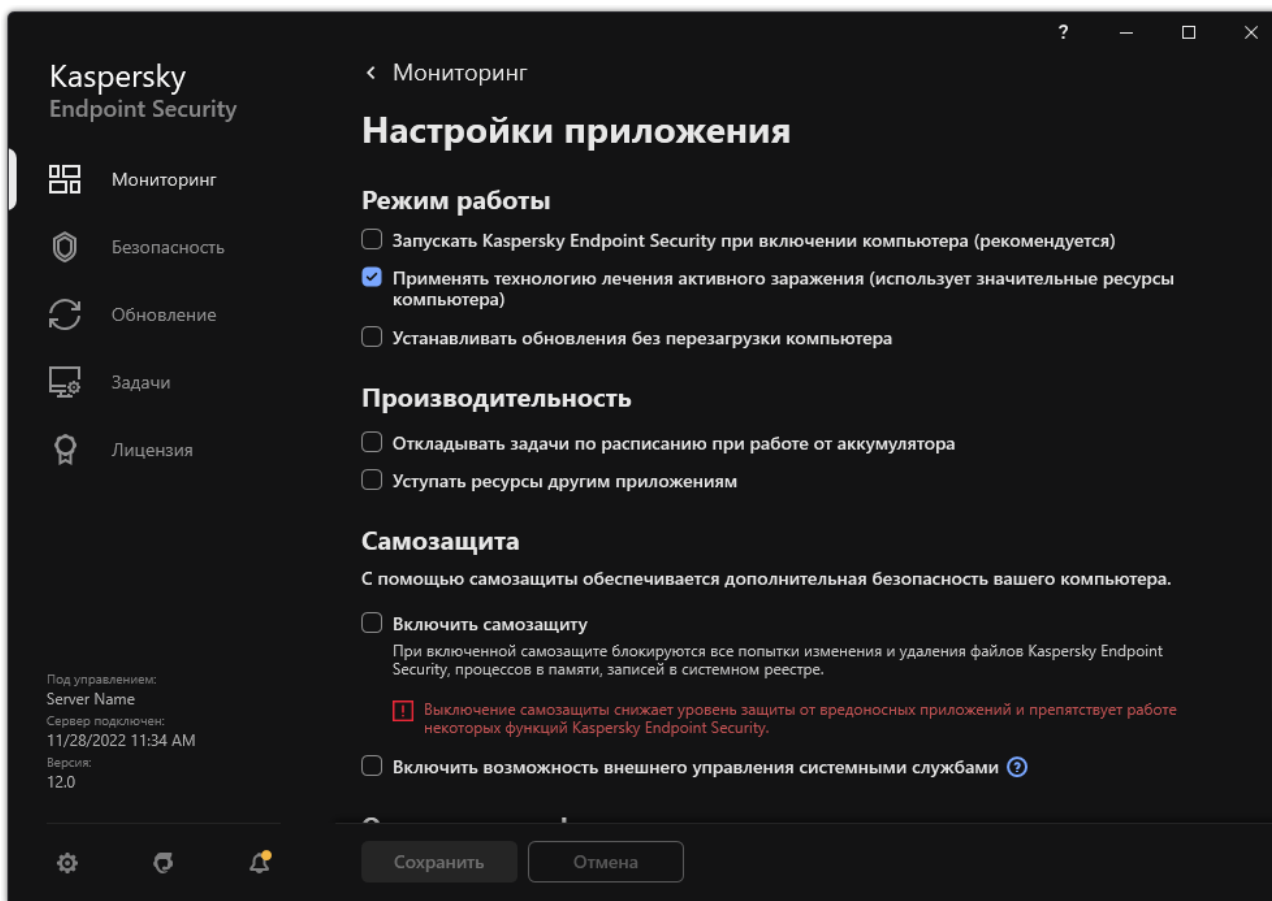 Kaspersky
Endpoint Security
Мониторинг
Безопасность
Обновление
Задачи
Лицензия
Под управлением:
Server Name
Сервер подключен:
11/28/2022 11:34 AM
Версия:
12.0
?
Мониторинг
Настройки приложения
Режим работы
Запускать Kaspersky Endpoint Security при включении компьютера (рекомендуется)
Применять технологию лечения активного заражения (использует значительные ресурсы
компьютера)
Устанавливать обновления без перезагрузки компьютера
Производительность
Откладывать задачи по расписанию при работе от аккумулятора
Уступать ресурсы другим приложениям
Самозащита
С помощью самозащиты обеспечивается дополнительная безопасность вашего компьютера.
Включить самозащиту
При включенной самозащите блокируются все попытки изменения и удаления файлов Kaspersky Endpoint
Security, процессов в памяти, записей в системном реестре.
Выключение самозащиты снижает уровень защиты от вредоносных приложений и препятствует работе
некоторых функций Kaspersky Endpoint Security.
Включить возможность внешнего управления системными службами
Сохранить
Отмена